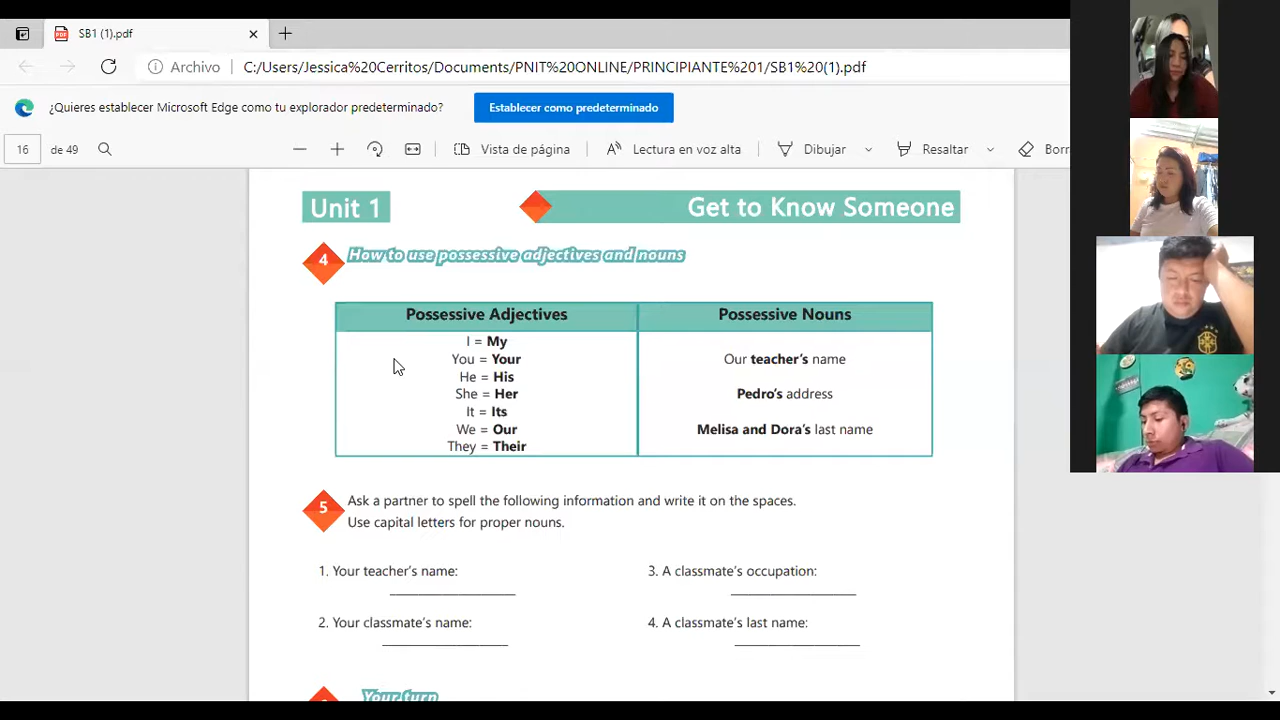 SB1 (1).pdf
Archivo C:/Users/Jessica%20Cerritos/Documents/PNIT%20ONLINE/PRINCIPIANTE%201/SB1%20(1).pdf
¿Quieres establecer Microsoft Edge como tu explorador predeterminado? Establecer como predeterminado
16 de 49 Vista de página Lectura en voz alta Dibujar Resaltar Borr
Unit 1 Get to Know Someone
4 How to use possessive adjectives and nouns
Possessive Adjectives Possessive Nouns
I = My
You = Your Our teacher's name
He = His
She = Her Pedro's address
It = Its
We = Our Melisa and Dora's last name
They = Their
5 Ask a partner to spell the following information and write it on the spaces.
Use capital letters for proper nouns.
1. Your teacher's name: 3. A classmate's occupation:
2. Your classmate's name: 4. A classmate's last name:
Your turn